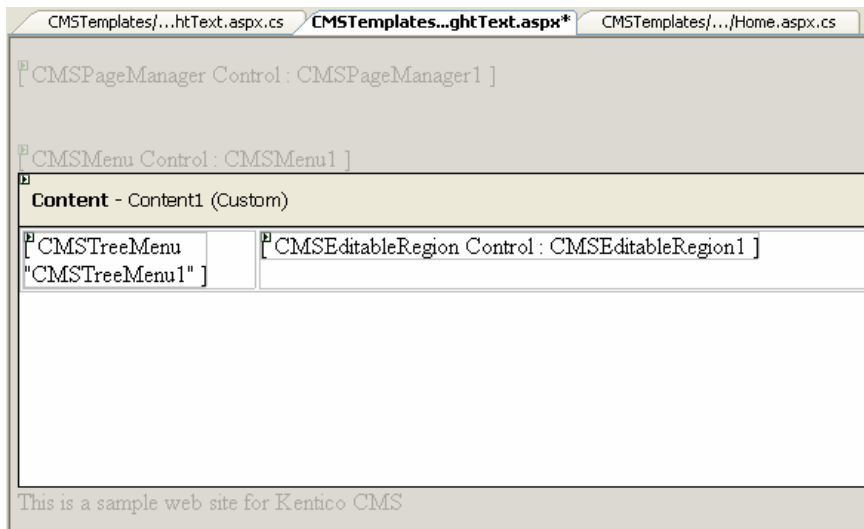 CMSTemplates/...htText.aspx.cs CMSTemplates...ghtText.aspx* CMSTemplates/.../Home.aspx.cs
[ CMSPageManager Control : CMSPageManager1 ]
[ CMSMenu Control : CMSMenu1 ]
Content - Content1 (Custom)
[ CMSTreeMenu
"CMSTreeMenu1" ]
[ CMSEditableRegion Control : CMSEditableRegion1 ]
This is a sample web site for Kentico CMS